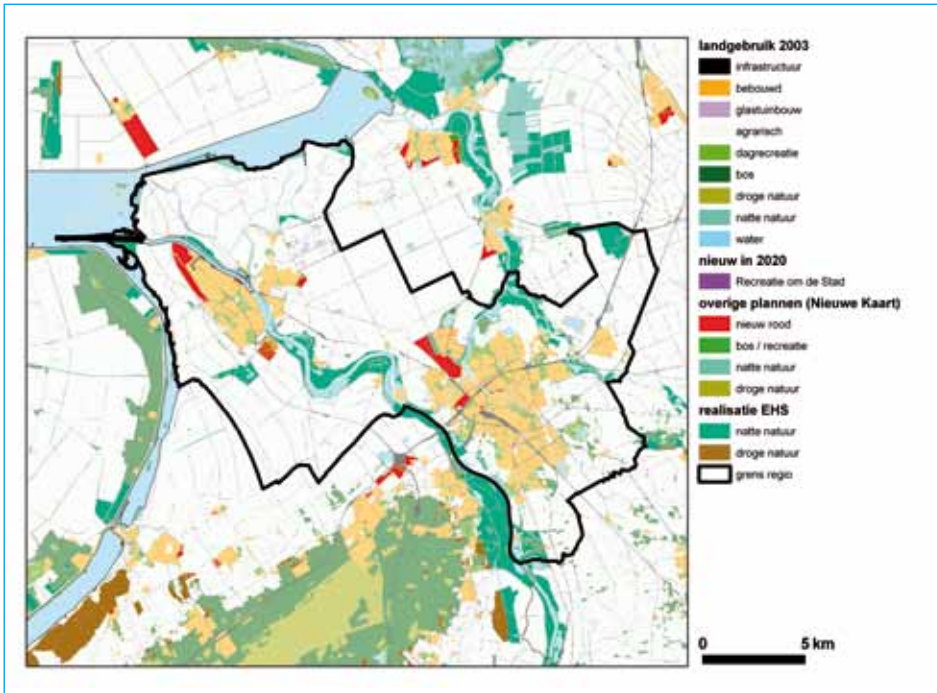 landgebruik 2003
infrastructuur
bebouwd
glastuinbouw
agrarisch
dagrecreatie
bos
droge natuur
natte natuur
water
nieuw in 2020
Recreatie om de Stad
overige plannen (Nieuwe Kaart)
nieuw rood
bos / recreatie
natte natuur
droge natuur
realisatie EHS
natte natuur
droge natuur
grens regio
0 5 km